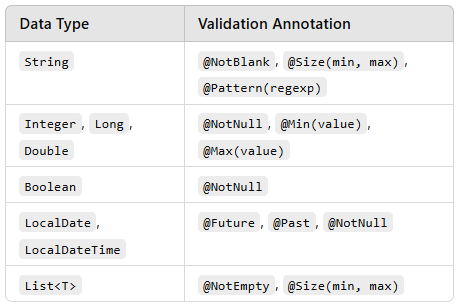 Data Type Validation Annotation
String @NotBlank, @Size(min, max),
@Pattern(regexp)
Integer, Long, @NotNull, @Min(value),
Double @Max(value)
Boolean @NotNull
LocalDate, @Future, @Past, @NotNull
LocalDateTime
List<T> @NotEmpty, @Size(min, max)